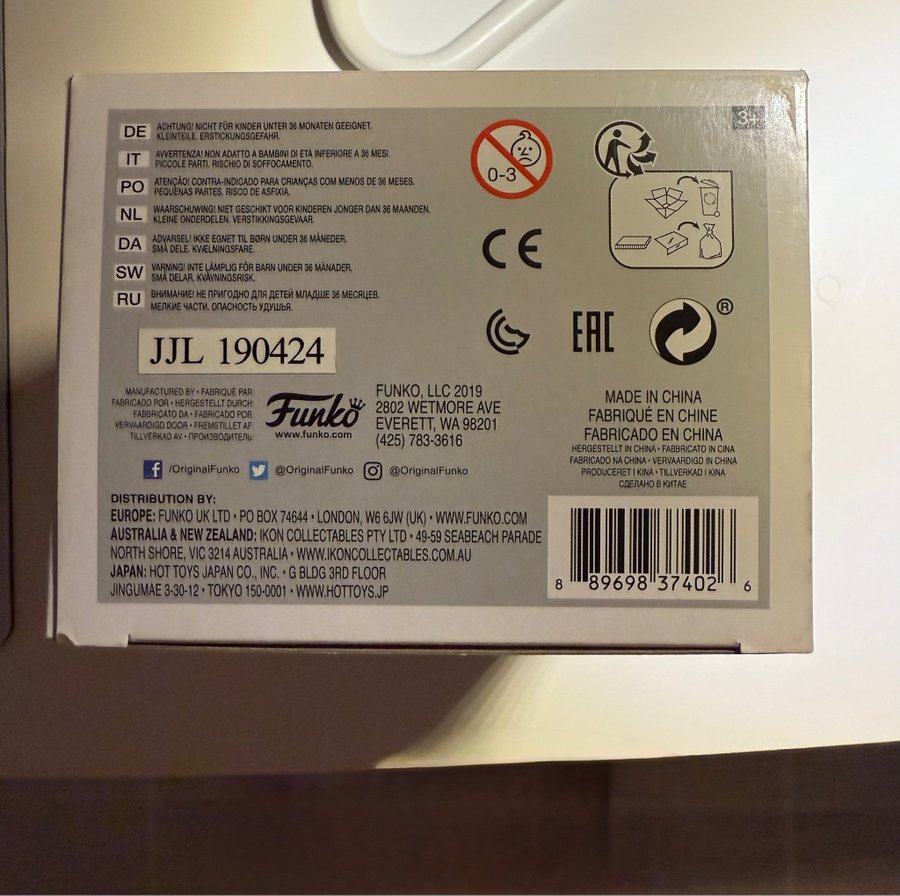 DE ACHTUNG! NICHT FÜR KINDER UNTER 36 MONATEN GEEIGNET.
KLEINTEILE. ERSTICKUNGSGEFAHR.
IT AVVERTENZA! NON ADATTO A BAMBINI DI ETÀ INFERIORE A 36 MESI.
PICCOLE PARTI. RISCHIO DI SOFFOCAMENTO.
PO ATENÇÃO! CONTRA-INDICADO PARA CRIANÇAS COM MENOS DE 36 MESES.
PEQUENAS PARTES. RISCO DE ASFIXIA.
NL WAARSCHUWING! NIET GESCHIKT VOOR KINDEREN JONGER DAN 36 MAANDEN.
KLEINE ONDERDELEN. VERSTIKKINGSGEVAAR.
DA ADVARSEL! IKKE EGNET TIL BØRN UNDER 36 MÅNEDER.
SMÅ DELE. KVÆLNINGSFARE.
SW VARNING! INTE LÄMPLIG FÖR BARN UNDER 36 MÅNADER.
SMÅ DELAR. KVÄVNINGSRISK.
RU ВНИМАНИЕ! НЕ ПРИГОДНО ДЛЯ ДЕТЕЙ МЛАДШЕ 36 МЕСЯЦЕВ.
МЕЛКИЕ ЧАСТИ. ОПАСНОСТЬ УДУШЬЯ.
0-3
3+
CE
EAC
®
JJL 190424
MANUFACTURED BY • FABRIQUÉ PAR
FABRICADO POR • HERGESTELLT DURCH:
FABBRICATO DA • FABRICADO POR
VERVAARDIGD DOOR • FREMSTILLET AF
TILLVERKAD AV • ПРОИЗВОДИТЕЛЬ:
Funko
www.funko.com
FUNKO, LLC 2019
2802 WETMORE AVE
EVERETT, WA 98201
(425) 783-3616
MADE IN CHINA
FABRIQUÉ EN CHINE
FABRICADO EN CHINA
HERGESTELLT IN CHINA • FABBRICATO IN CINA
FABRICADO NA CHINA • VERVAARDIGD IN CHINA
PRODUCERET I KINA • TILLVERKAD I KINA
СДЕЛАНО В КИТАЕ
/OriginalFunko @OriginalFunko @OriginalFunko
DISTRIBUTION BY:
EUROPE: FUNKO UK LTD • PO BOX 74644 • LONDON, W6 6JW (UK) • WWW.FUNKO.COM
AUSTRALIA & NEW ZEALAND: IKON COLLECTABLES PTY LTD • 49-59 SEABEACH PARADE
NORTH SHORE, VIC 3214 AUSTRALIA • WWW.IKONCOLLECTABLES.COM.AU
JAPAN: HOT TOYS JAPAN CO., INC. • G BLDG 3RD FLOOR
JINGUMAE 3-30-12 • TOKYO 150-0001 • WWW.HOTTOYS.JP
8 89698 37402 6